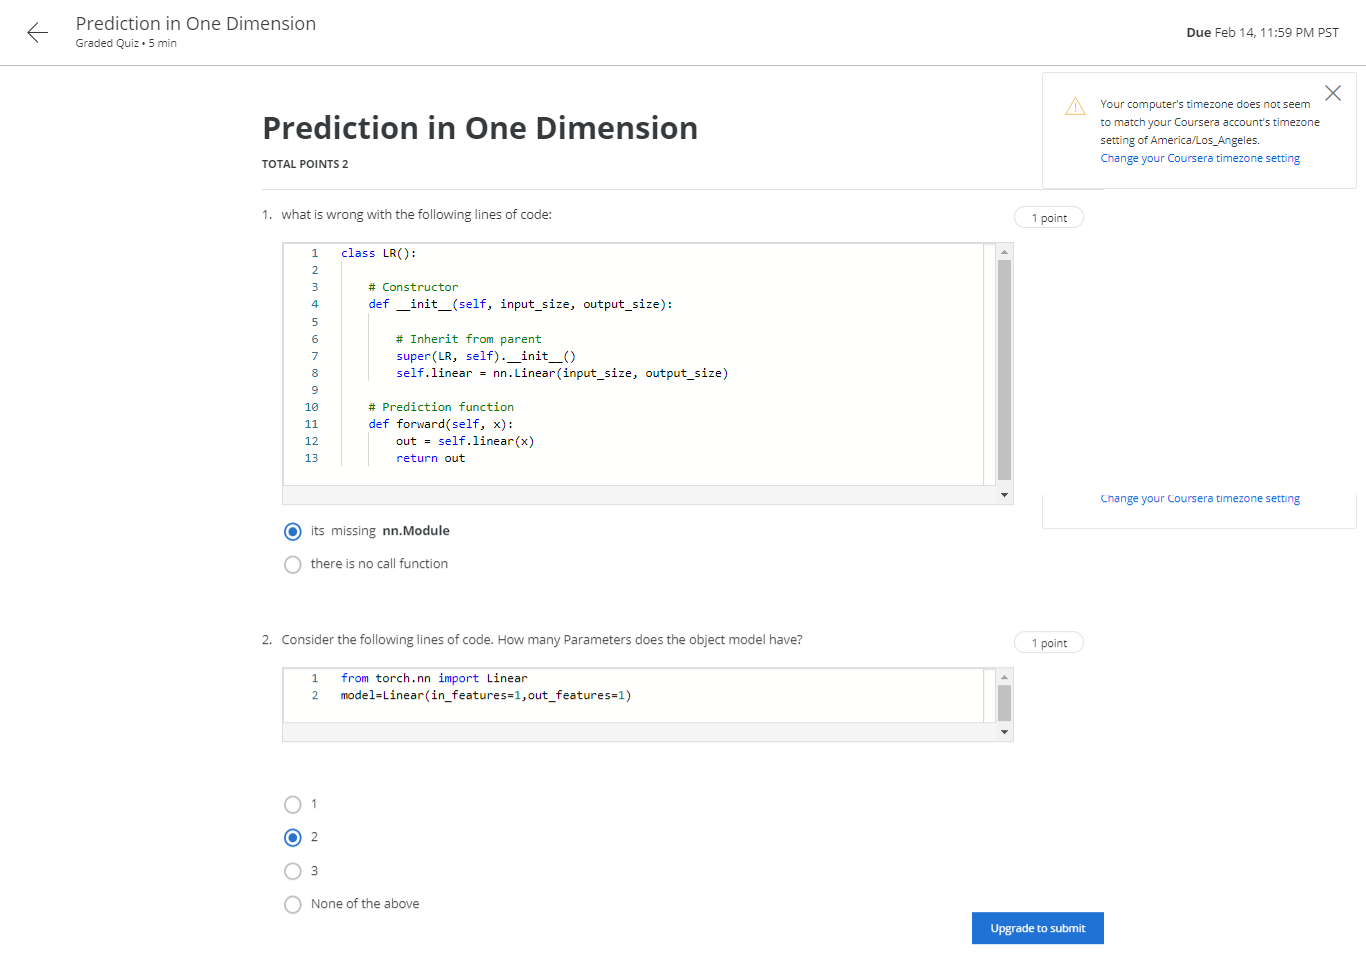 Prediction in One Dimension
Graded Quiz • 5 min
Due Feb 14, 11:59 PM PST
Your computer's timezone does not seem
to match your Coursera account's timezone
setting of America/Los_Angeles.
Change your Coursera timezone setting
Prediction in One Dimension
TOTAL POINTS 2
1. what is wrong with the following lines of code:
1 point
1 class LR():
2
3 # Constructor
4 def __init__(self, input_size, output_size):
5
6 # Inherit from parent
7 super(LR, self).__init__()
8 self.linear = nn.Linear(input_size, output_size)
9
10 # Prediction function
11 def forward(self, x):
12 out = self.linear(x)
13 return out
Change your Coursera timezone setting
its missing nn.Module
there is no call function
2. Consider the following lines of code. How many Parameters does the object model have?
1 point
1 from torch.nn import Linear
2 model=Linear(in_features=1,out_features=1)
1
2
3
None of the above
Upgrade to submit